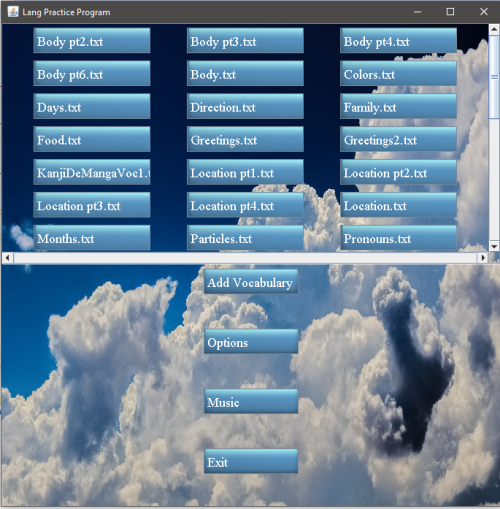 Lang Practice Program
Body pt2.txt Body pt3.txt Body pt4.txt
Body pt6.txt Body.txt Colors.txt
Days.txt Direction.txt Family.txt
Food.txt Greetings.txt Greetings2.txt
KanjiDeMangaVoc1.t Location pt1.txt Location pt2.txt
Location pt3.txt Location pt4.txt Location.txt
Months.txt Particles.txt Pronouns.txt
Add Vocabulary
Options
Music
Exit